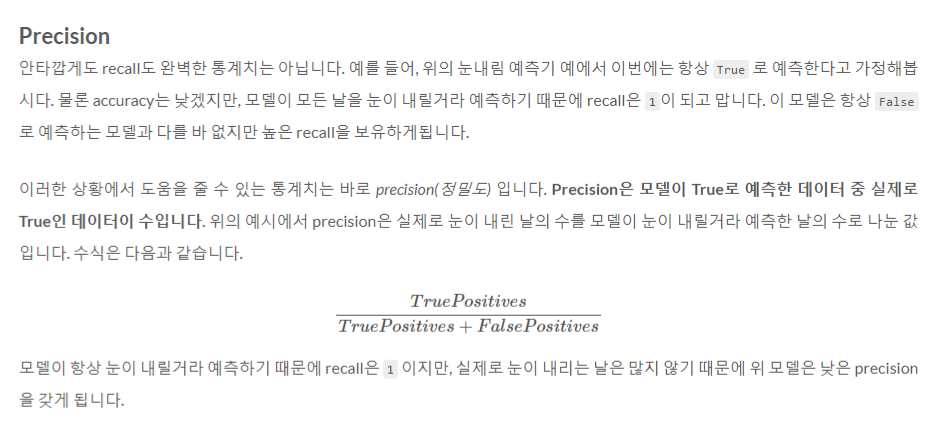 Precision
안타깝게도 recall도 완벽한 통계치는 아닙니다. 예를 들어, 위의 눈내림 예측기 예에서 이번에는 항상 True 로 예측한다고 가정해봅
시다. 물론 accuracy는 낮겠지만, 모델이 모든 날을 눈이 내릴거라 예측하기 때문에 recall은 1이 되고 맙니다. 이 모델은 항상 False
로 예측하는 모델과 다를 바 없지만 높은 recall을 보유하게됩니다.
이러한 상황에서 도움을 줄 수 있는 통계치는 바로 precision(정밀도) 입니다. Precision은 모델이 True로 예측한 데이터 중 실제로
True인 데이터이 수입니다. 위의 예시에서 precision은 실제로 눈이 내린 날의 수를 모델이 눈이 내릴거라 예측한 날의 수로 나눈 값
입니다. 수식은 다음과 같습니다.
TruePositives
TruePositives + FalsePositives
모델이 항상 눈이 내릴거라 예측하기 때문에 recall은 1 이지만, 실제로 눈이 내리는 날은 많지 않기 때문에 위 모델은 낮은 precision
을 갖게 됩니다.